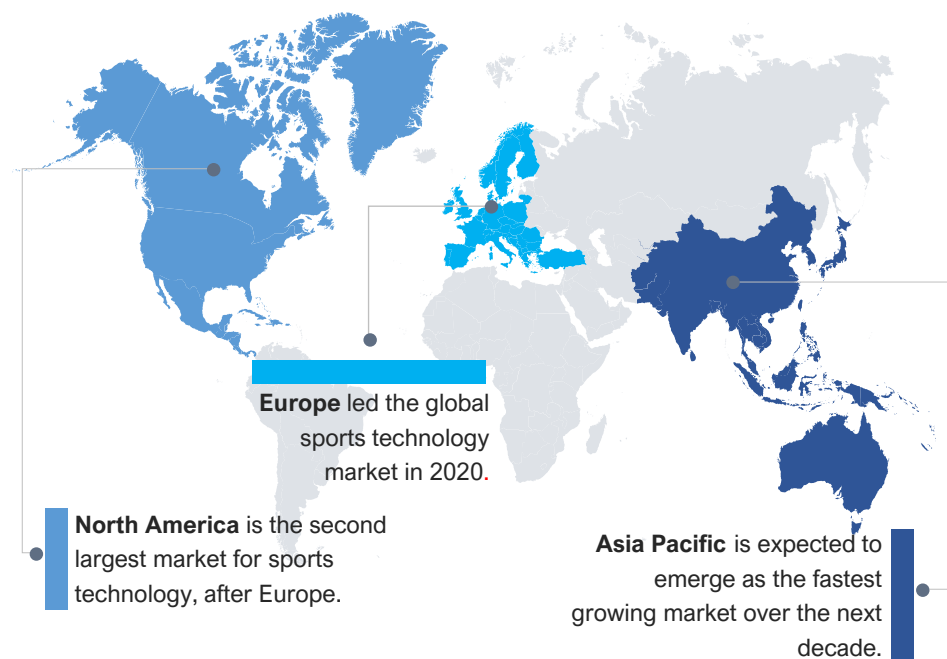 Europe led the global
sports technology
market in 2020.
North America is the second
largest market for sports
technology, after Europe.
Asia Pacific is expected to
emerge as the fastest
growing market over the next
decade.